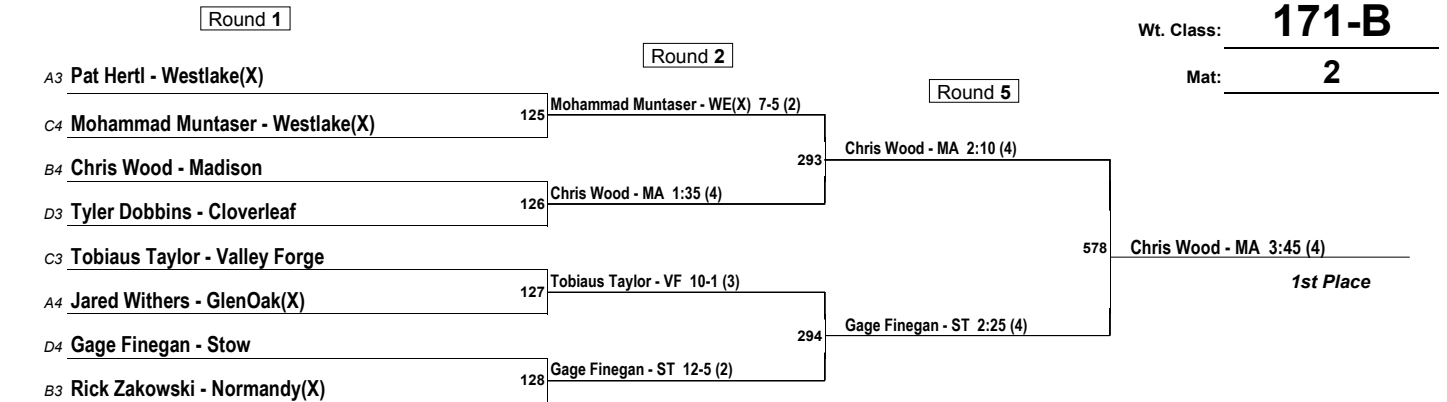 Round 1
Wt. Class: 171-B
Round 2
Mat: 2
Round 5
A3 Pat Hertl - Westlake(X)
C4 Mohammad Muntaser - Westlake(X)
B4 Chris Wood - Madison
D3 Tyler Dobbins - Cloverleaf
C3 Tobiaus Taylor - Valley Forge
A4 Jared Withers - GlenOak(X)
D4 Gage Finegan - Stow
B3 Rick Zakowski - Normandy(X)
125 Mohammad Muntaser - WE(X) 7-5 (2)
126 Chris Wood - MA 1:35 (4)
127 Tobiaus Taylor - VF 10-1 (3)
128 Gage Finegan - ST 12-5 (2)
293 Chris Wood - MA 2:10 (4)
294 Gage Finegan - ST 2:25 (4)
578 Chris Wood - MA 3:45 (4)
1st Place